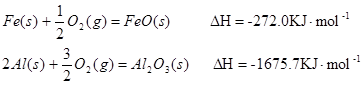 Fe(s)+1/2 O₂(g)=FeO(s) ΔH = -272.0KJ· mol⁻¹
2Al(s)+3/2 O₂(g)=Al₂O₃(s) ΔH = -1675.7KJ· mol⁻¹